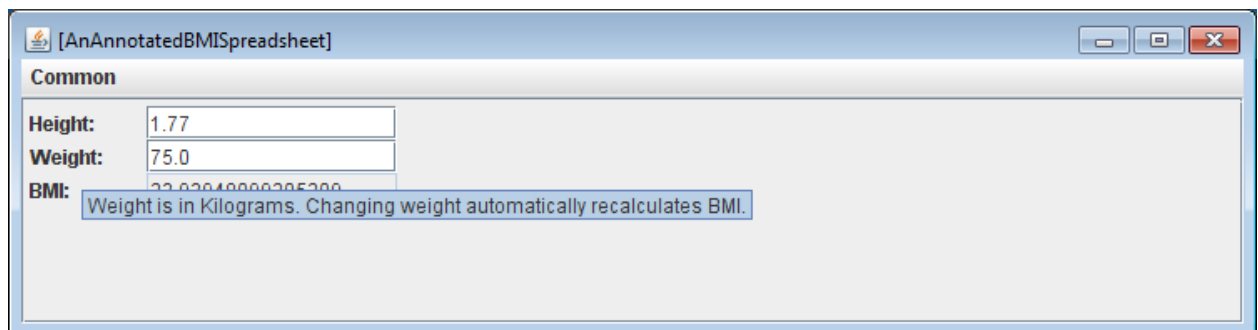 [AnAnnotatedBMISpreadsheet]
Common
Height: 1.77
Weight: 75.0
BMI:
Weight is in Kilograms. Changing weight automatically recalculates BMI.